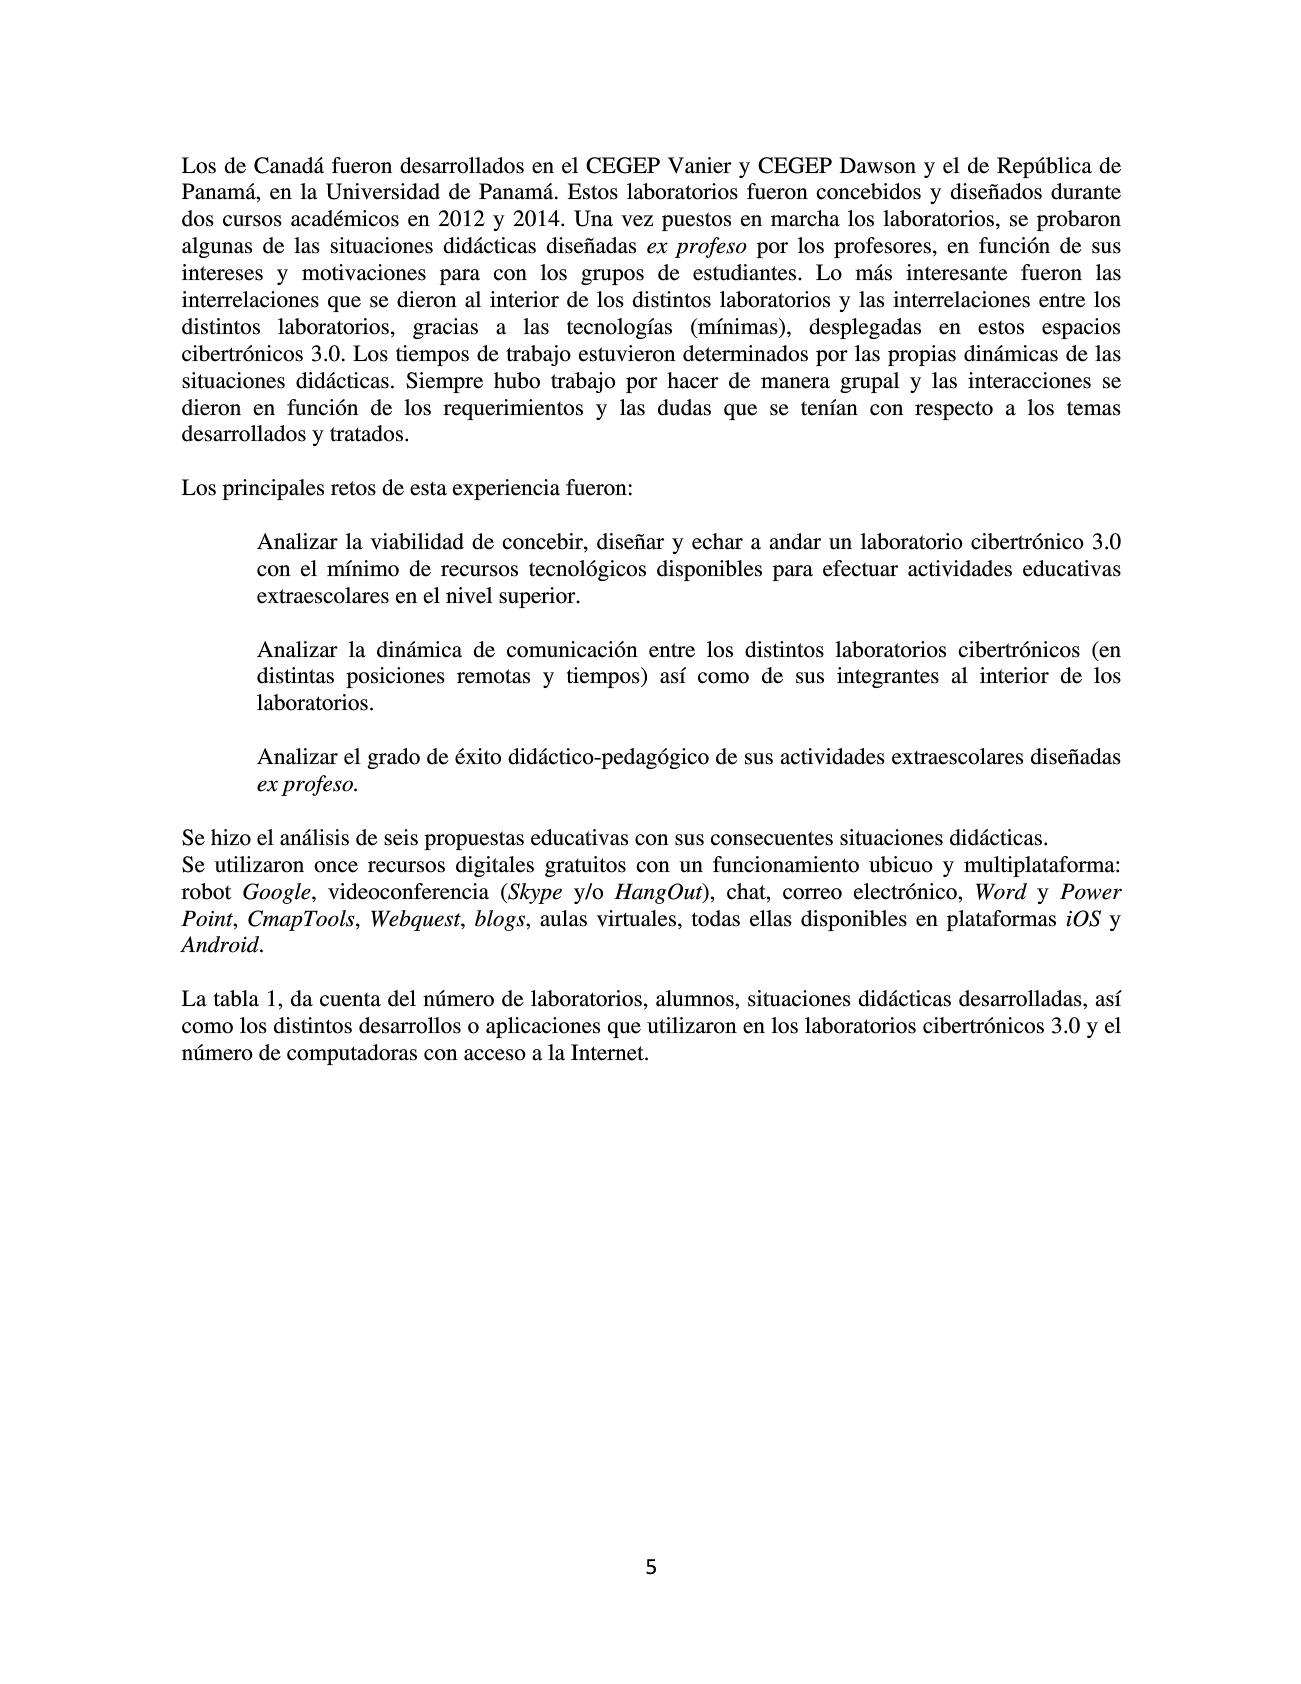 Los de Canadá fueron desarrollados en el CEGEP Vanier y CEGEP Dawson y el de República de
Panamá, en la Universidad de Panamá. Estos laboratorios fueron concebidos y diseñados durante
dos cursos académicos en 2012 y 2014. Una vez puestos en marcha los laboratorios, se probaron
algunas de las situaciones didácticas diseñadas ex profeso por los profesores, en función de sus
intereses y motivaciones para con los grupos de estudiantes. Lo más interesante fueron las
interrelaciones que se dieron al interior de los distintos laboratorios y las interrelaciones entre los
distintos laboratorios, gracias a las tecnologías (mínimas), desplegadas en estos espacios
cibertrónicos 3.0. Los tiempos de trabajo estuvieron determinados por las propias dinámicas de las
situaciones didácticas. Siempre hubo trabajo por hacer de manera grupal y las interacciones se
dieron en función de los requerimientos y las dudas que se tenían con respecto a los temas
desarrollados y tratados.
Los principales retos de esta experiencia fueron:
Analizar la viabilidad de concebir, diseñar y echar a andar un laboratorio cibertrónico 3.0
con el mínimo de recursos tecnológicos disponibles para efectuar actividades educativas
extraescolares en el nivel superior.
Analizar la dinámica de comunicación entre los distintos laboratorios cibertrónicos (en
distintas posiciones remotas y tiempos) así como de sus integrantes al interior de los
laboratorios.
Analizar el grado de éxito didáctico-pedagógico de sus actividades extraescolares diseñadas
ex profeso.
Se hizo el análisis de seis propuestas educativas con sus consecuentes situaciones didácticas.
Se utilizaron once recursos digitales gratuitos con un funcionamiento ubicuo y multiplataforma:
robot Google, videoconferencia (Skype y/o HangOut), chat, correo electrónico, Word y Power
Point, CmapTools, Webquest, blogs, aulas virtuales, todas ellas disponibles en plataformas iOS y
Android.
La tabla 1, da cuenta del número de laboratorios, alumnos, situaciones didácticas desarrolladas, así
como los distintos desarrollos o aplicaciones que utilizaron en los laboratorios cibertrónicos 3.0 y el
número de computadoras con acceso a la Internet.
5